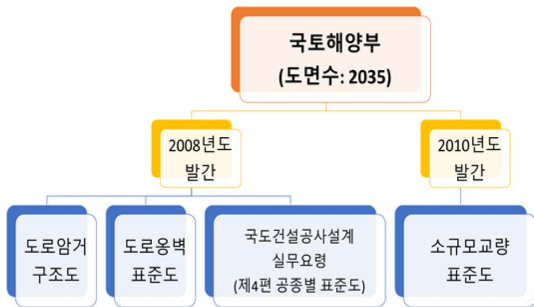 국토해양부
(도면수: 2035)
2008년도
발간
2010년도
발간
도로암거
구조도
도로옹벽
표준도
국도건설공사설계
실무요령
(제4편 공종별 표준도)
소규모교량
표준도